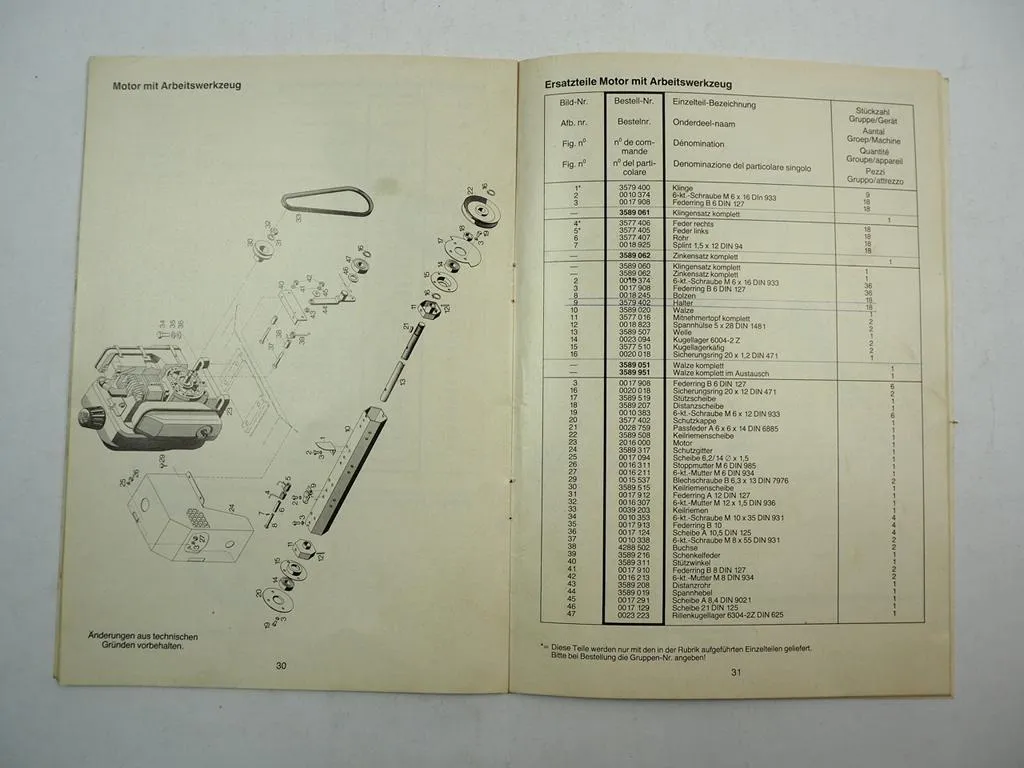 Motor mit Arbeitswerkzeug
Änderungen aus technischen
Gründen vorbehalten.
30
Ersatzteile Motor mit Arbeitswerkzeug
Bild-Nr. Bestell-Nr. Einzelteil-Bezeichnung Stückzahl Gruppe/Gerät
Afb. nr. Bestelnr. Onderdeel-naam Aantal Groep/Machine
Fig. n° n° de commande Dénomination Quantité Groupe/appareil
Fig. n° n° del particolare Denominazione del particolare singolo Pezzi Gruppo/attrezzo
1* 3579 400 Klinge 9
2 0010 374 6-kt.-Schraube M 6 x 16 DIN 933 18
3 0017 908 Federring B 6 DIN 127 18
— 3589 061 Klingensatz komplett 1
4* 3577 406 Feder rechts 18
5* 3577 405 Feder links 18
6 3577 407 Rohr 18
7 0018 925 Splint 1,5 x 12 DIN 94 18
— 3589 062 Zinkensatz komplett 1
— 3589 060 Klingensatz komplett 1
— 3589 062 Zinkensatz komplett 1
2 0010 374 6-kt.-Schraube M 6 x 16 DIN 933 36
3 0017 908 Federring B 6 DIN 127 36
8 0018 245 Bolzen 18
9 3579 402 Halter 18
10 3589 020 Walze 1
11 3577 016 Mitnehmertopf komplett 2
12 0018 823 Spannhülse 5 x 28 DIN 1481 2
13 3589 507 Welle 1
14 0023 094 Kugellager 6004-2 Z 2
15 3577 510 Kugellagerkäfig 2
16 0020 018 Sicherungsring 20 x 1,2 DIN 471 1
— 3589 051 Walze komplett 1
— 3589 951 Walze komplett im Austausch 1
3 0017 908 Federring B 6 DIN 127 6
16 0020 018 Sicherungsring 20 x 12 DIN 471 2
17 3589 519 Stützscheibe 1
18 3589 207 Distanzscheibe 1
19 0010 383 6-kt.-Schraube M 6 x 12 DIN 933 6
20 3577 402 Schutzkappe 1
21 0028 759 Passfeder A 6 x 6 x 14 DIN 6885 1
22 3589 508 Keilriemenscheibe 1
23 2016 000 Motor 1
24 3589 317 Schutzgitter 1
25 0017 094 Scheibe 6,2/14 ∅ x 1,5 1
26 0016 311 Stoppmutter M 6 DIN 985 1
27 0016 211 6-kt.-Mutter M 6 DIN 934 1
29 0015 537 Blechschraube B 6,3 x 13 DIN 7976 2
30 3589 515 Keilriemenscheibe 1
31 0017 912 Federring A 12 DIN 127 1
32 0016 307 6-kt.-Mutter M 12 x 1,5 DIN 936 1
33 0039 203 Keilriemen 1
34 0010 353 6-kt.-Schraube M 10 x 35 DIN 931 4
35 0017 913 Federring B 10 4
36 0017 124 Scheibe A 10,5 DIN 125 4
37 0010 338 6-kt.-Schraube M 8 x 55 DIN 931 2
38 4288 502 Buchse 2
39 3589 216 Schenkelfeder 1
40 3589 311 Stützwinkel 1
41 0017 910 Federring B 8 DIN 127 2
42 0016 213 6-kt.-Mutter M 8 DIN 934 2
43 3589 208 Distanzrohr 1
44 3589 019 Spannhebel 1
45 0017 291 Scheibe A 8,4 DIN 9021 1
46 0017 129 Scheibe 21 DIN 125 1
47 0023 223 Rillenkugellager 6304-2Z DIN 625 1
*= Diese Teile werden nur mit den in der Rubrik aufgeführten Einzelteilen geliefert.
Bitte bei Bestellung die Gruppen-Nr. angeben!
31